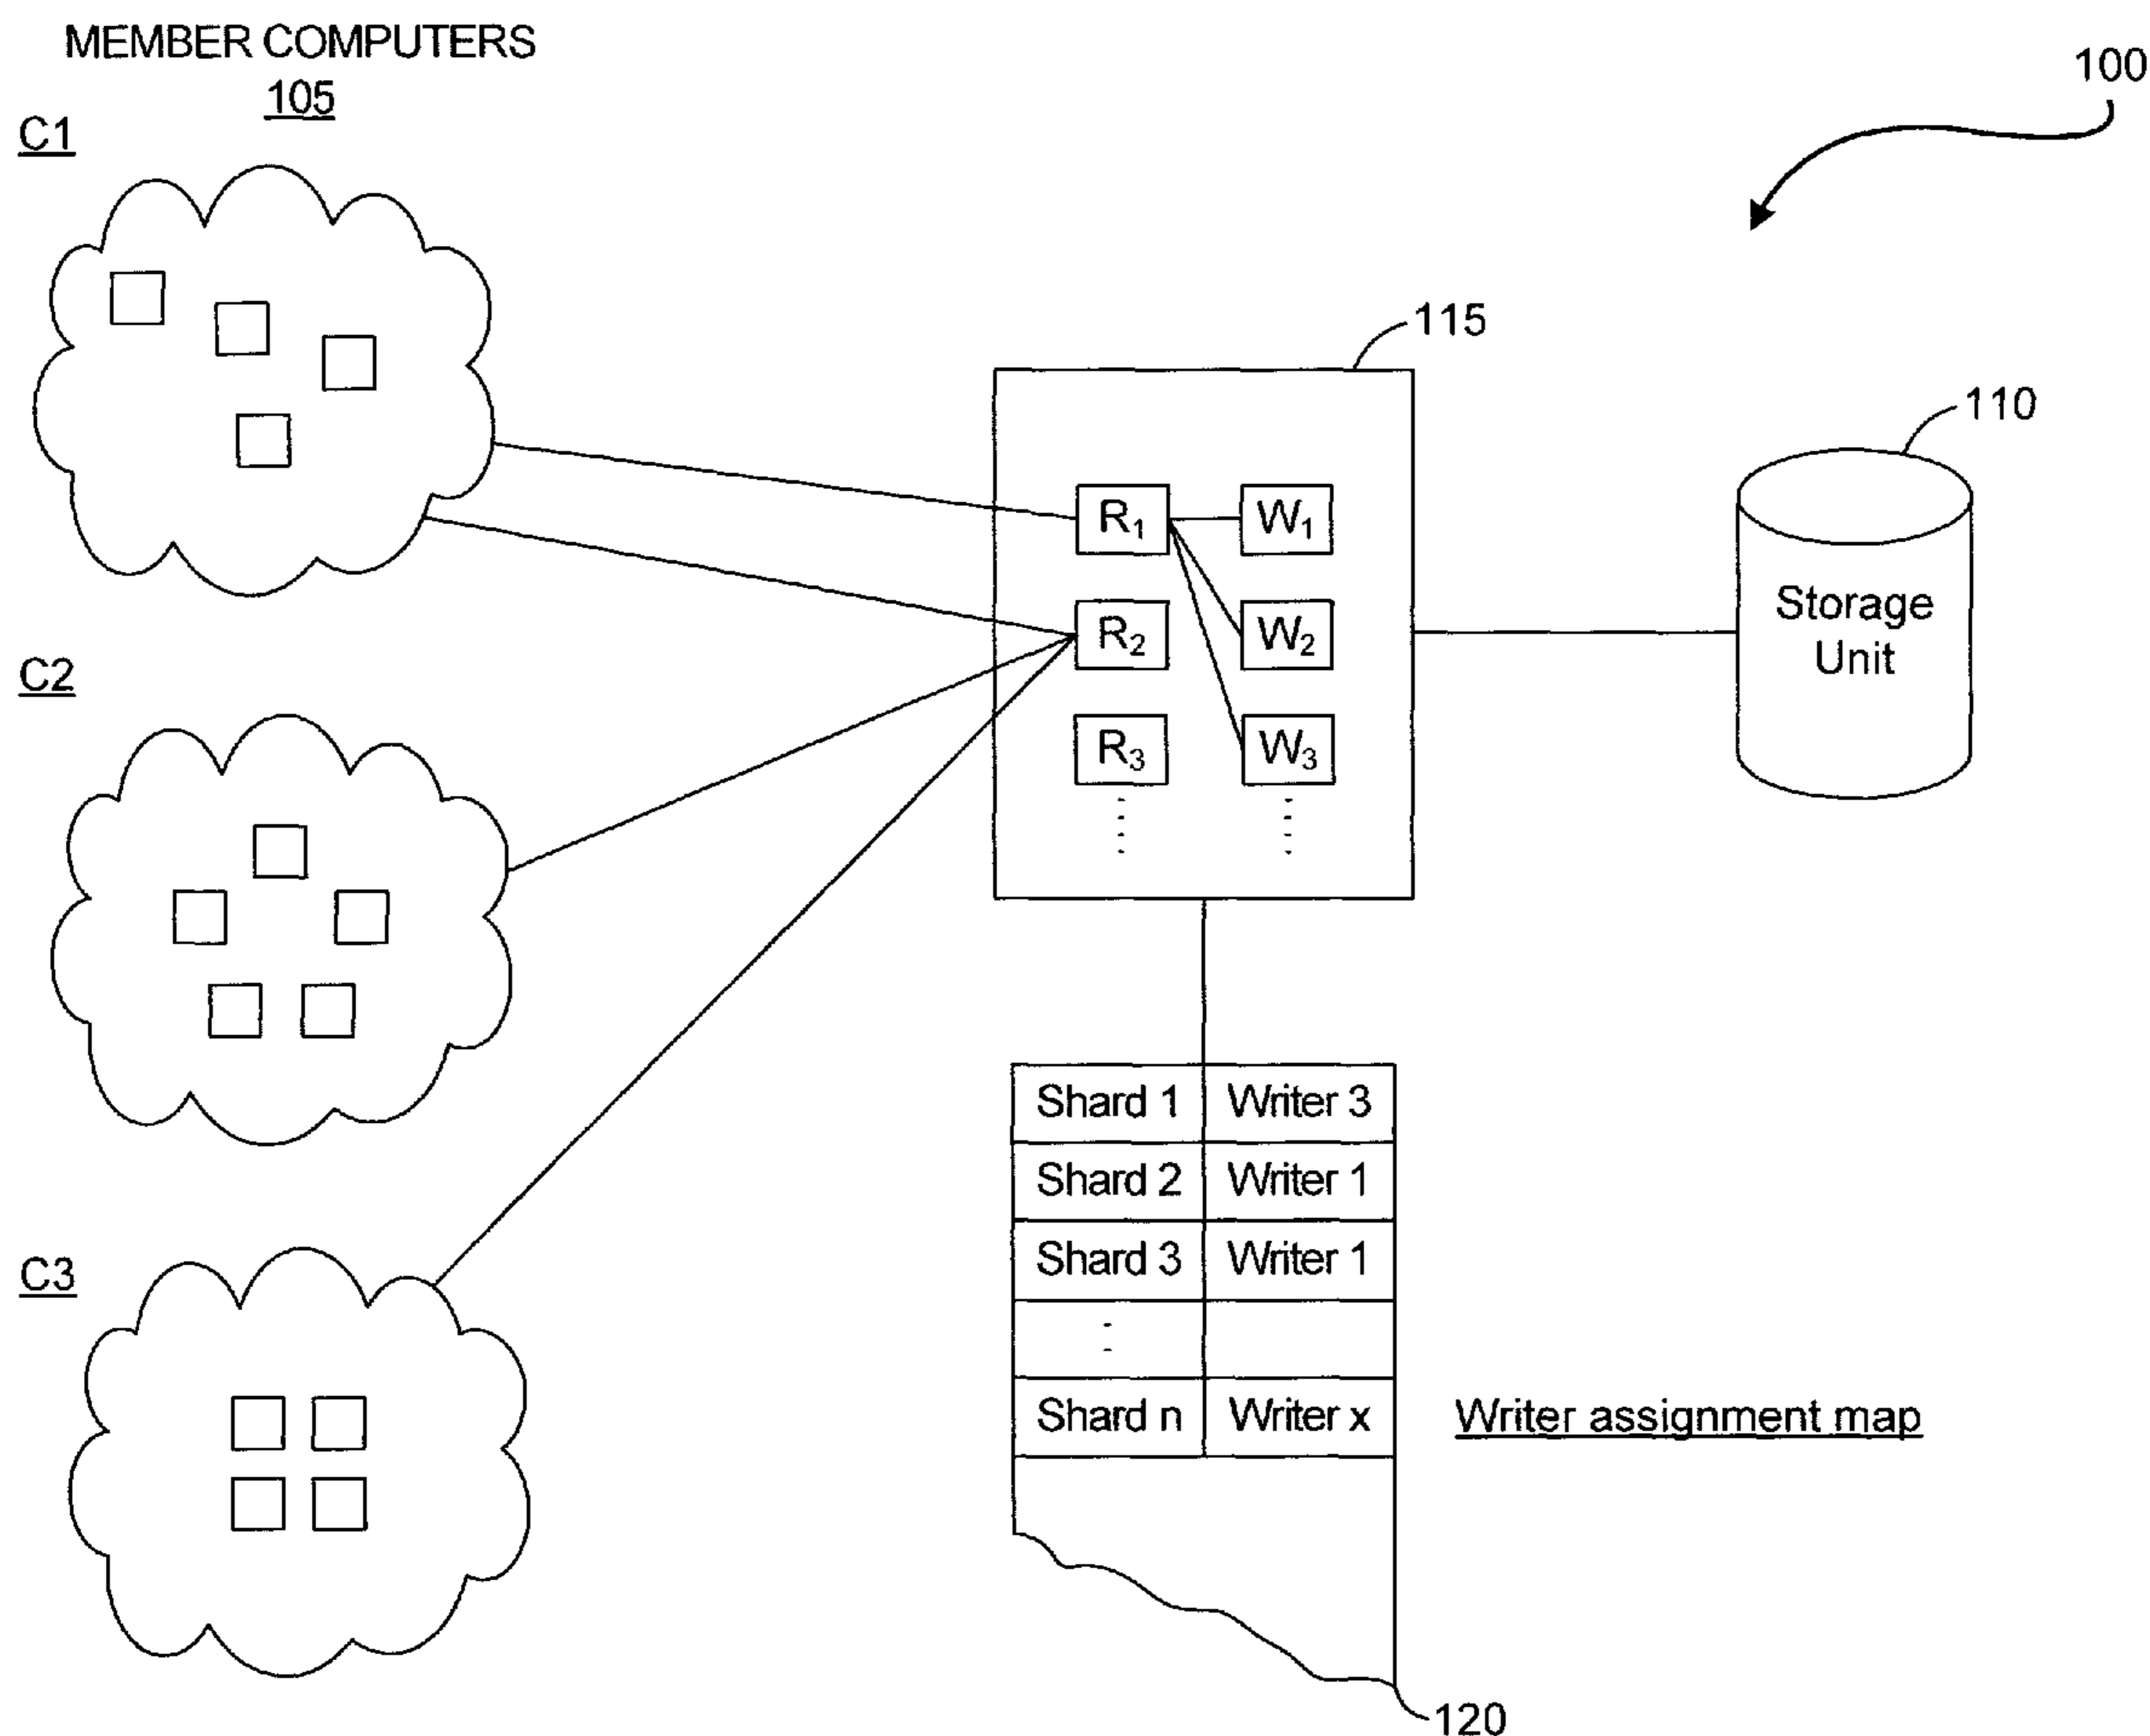 MEMBER COMPUTERS
105
100
C1
115
110
R₁ W₁
Storage
Unit
R₂ W₂
C2
R₃ W₃
Shard 1 Writer 3
Shard 2 Writer 1
C3
Shard 3 Writer 1
Shard n Writer x
Writer assignment map
120